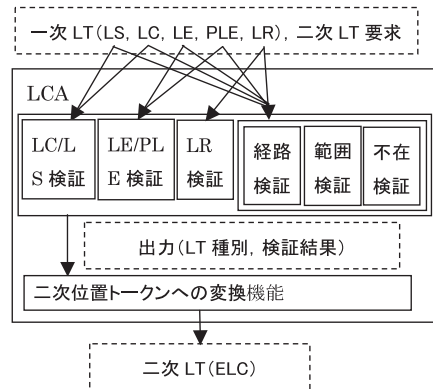 一次 LT(LS, LC, LE, PLE, LR), 二次 LT 要求
LCA
LC/L
S 検証
LE/PL
E 検証
LR
検証
経路
検証
範囲
検証
不在
検証
出力(LT 種別, 検証結果)
二次位置トークンへの変換機能
二次 LT(ELC)